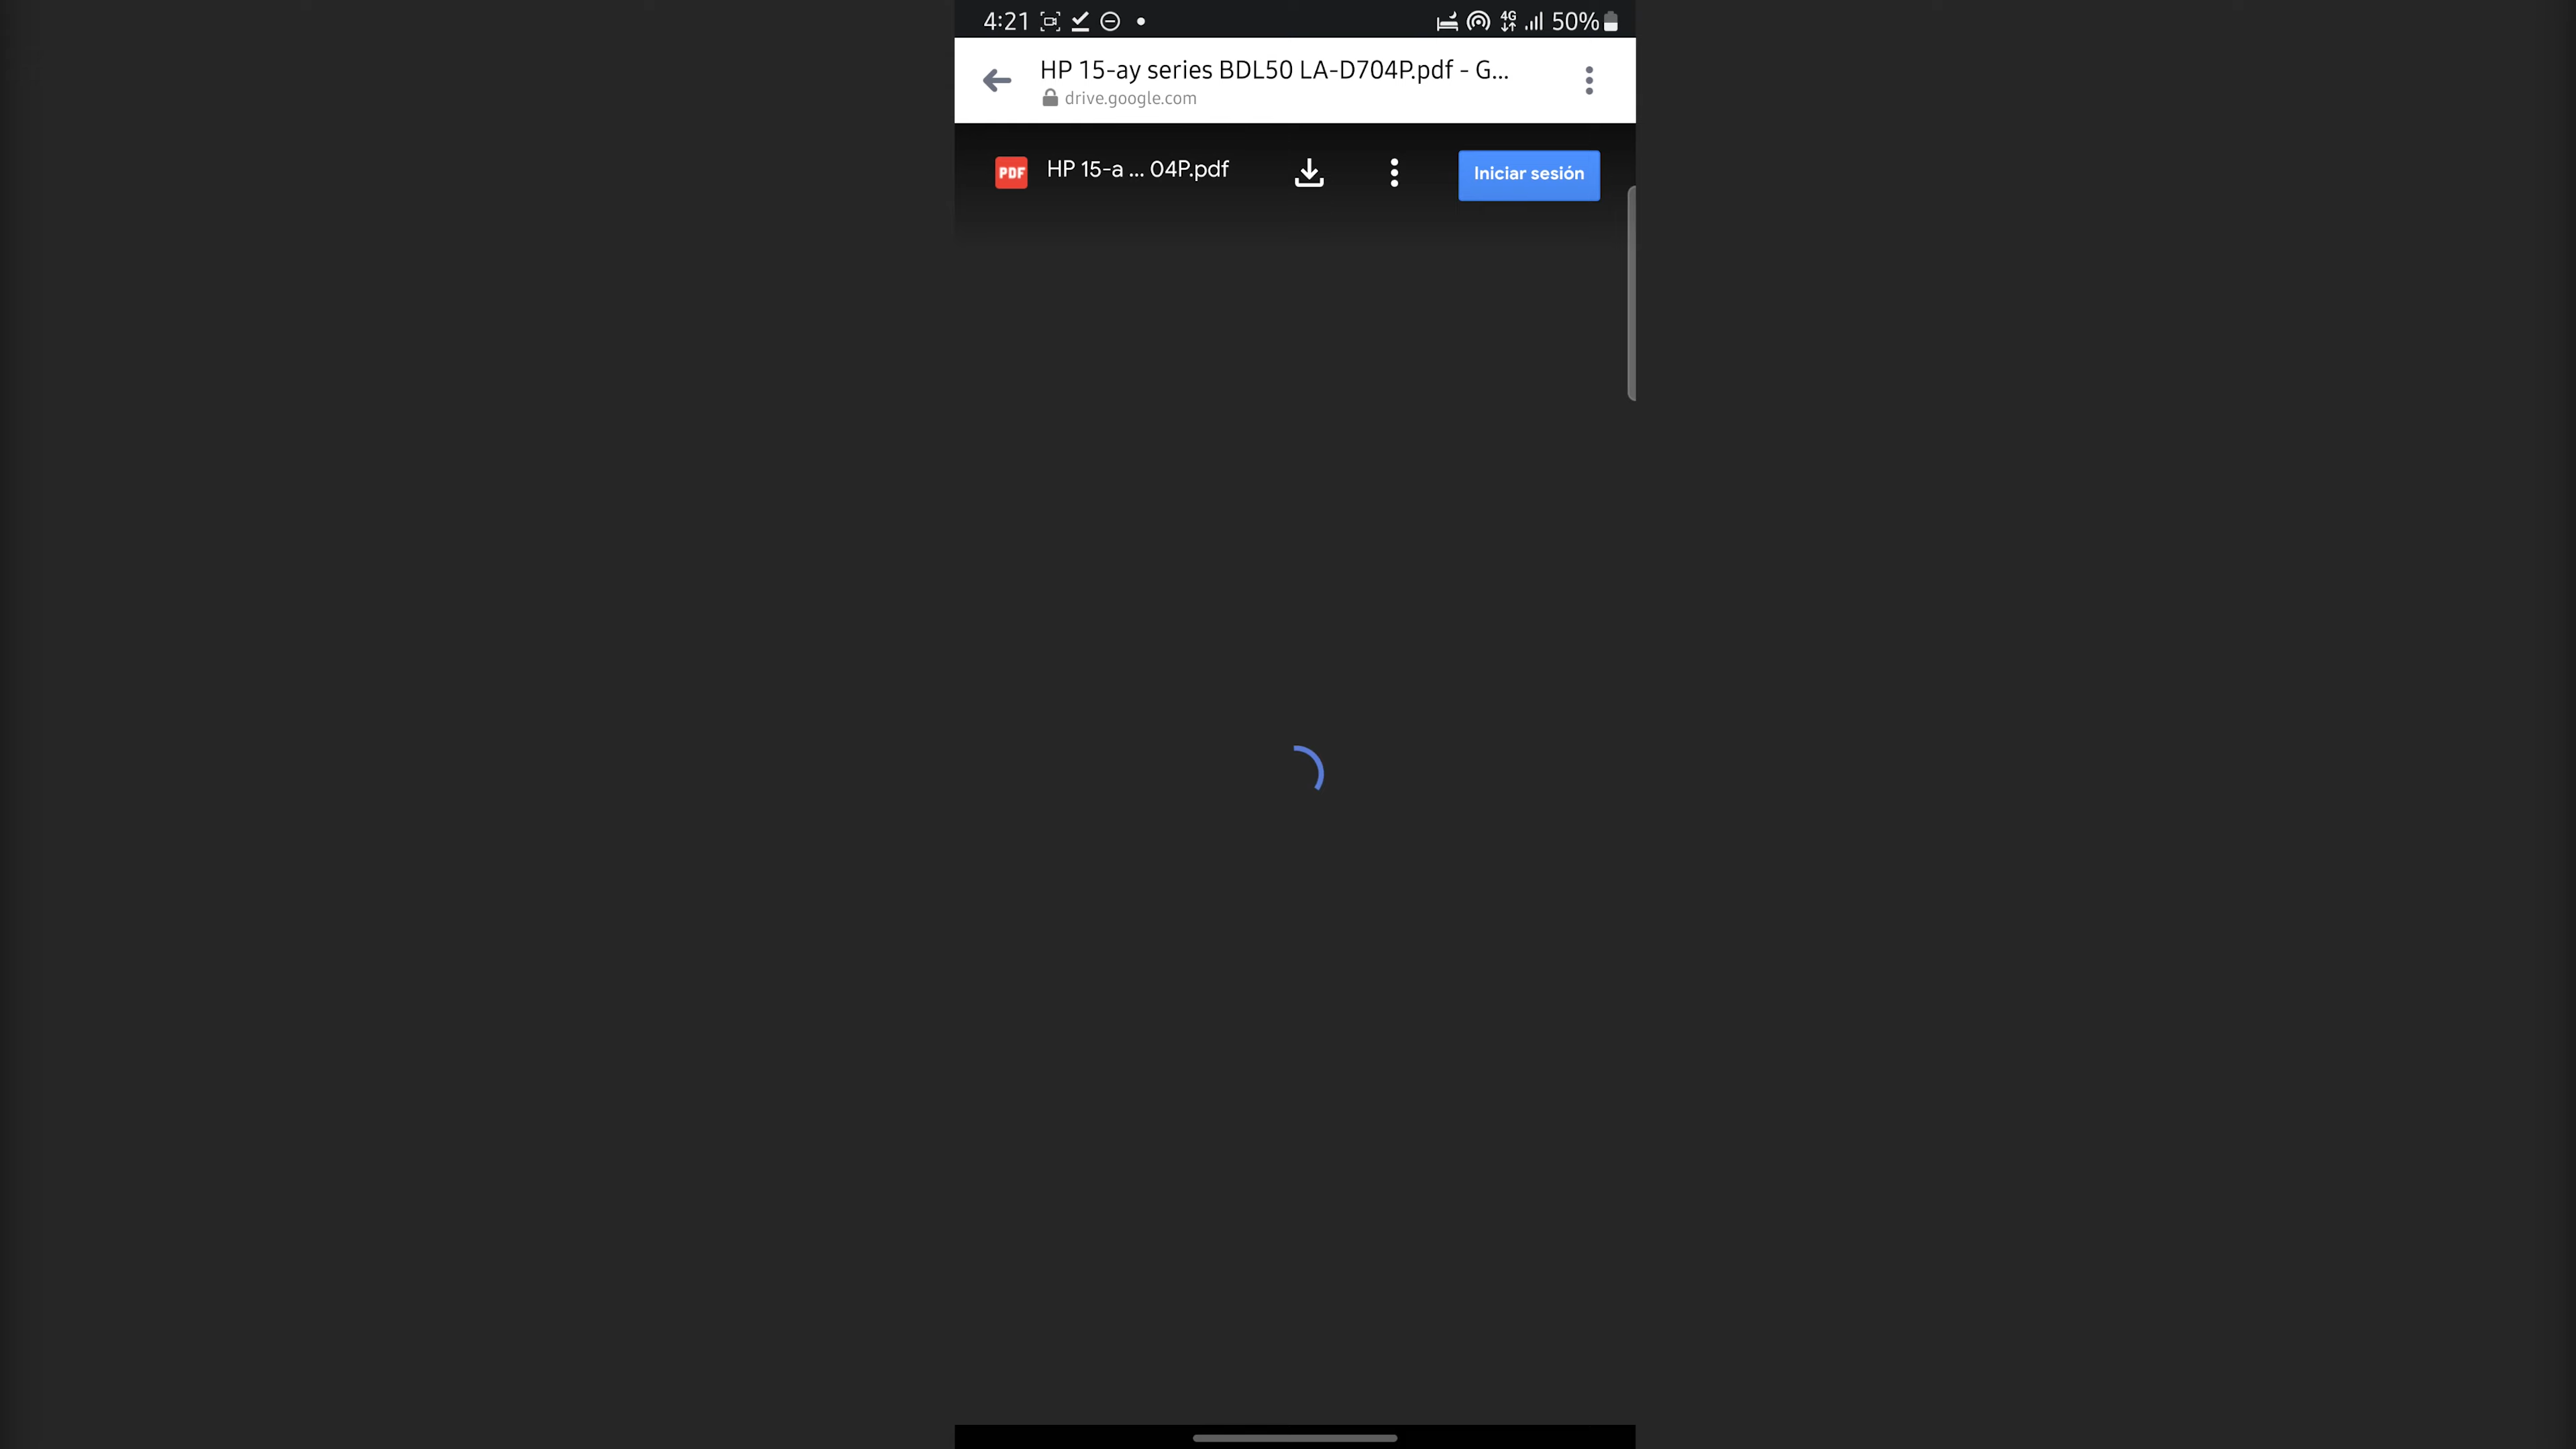 4:21 4G 50%
HP 15-ay series BDL50 LA-D704P.pdf - G...
drive.google.com
PDF HP 15-a ... 04P.pdf Iniciar sesión